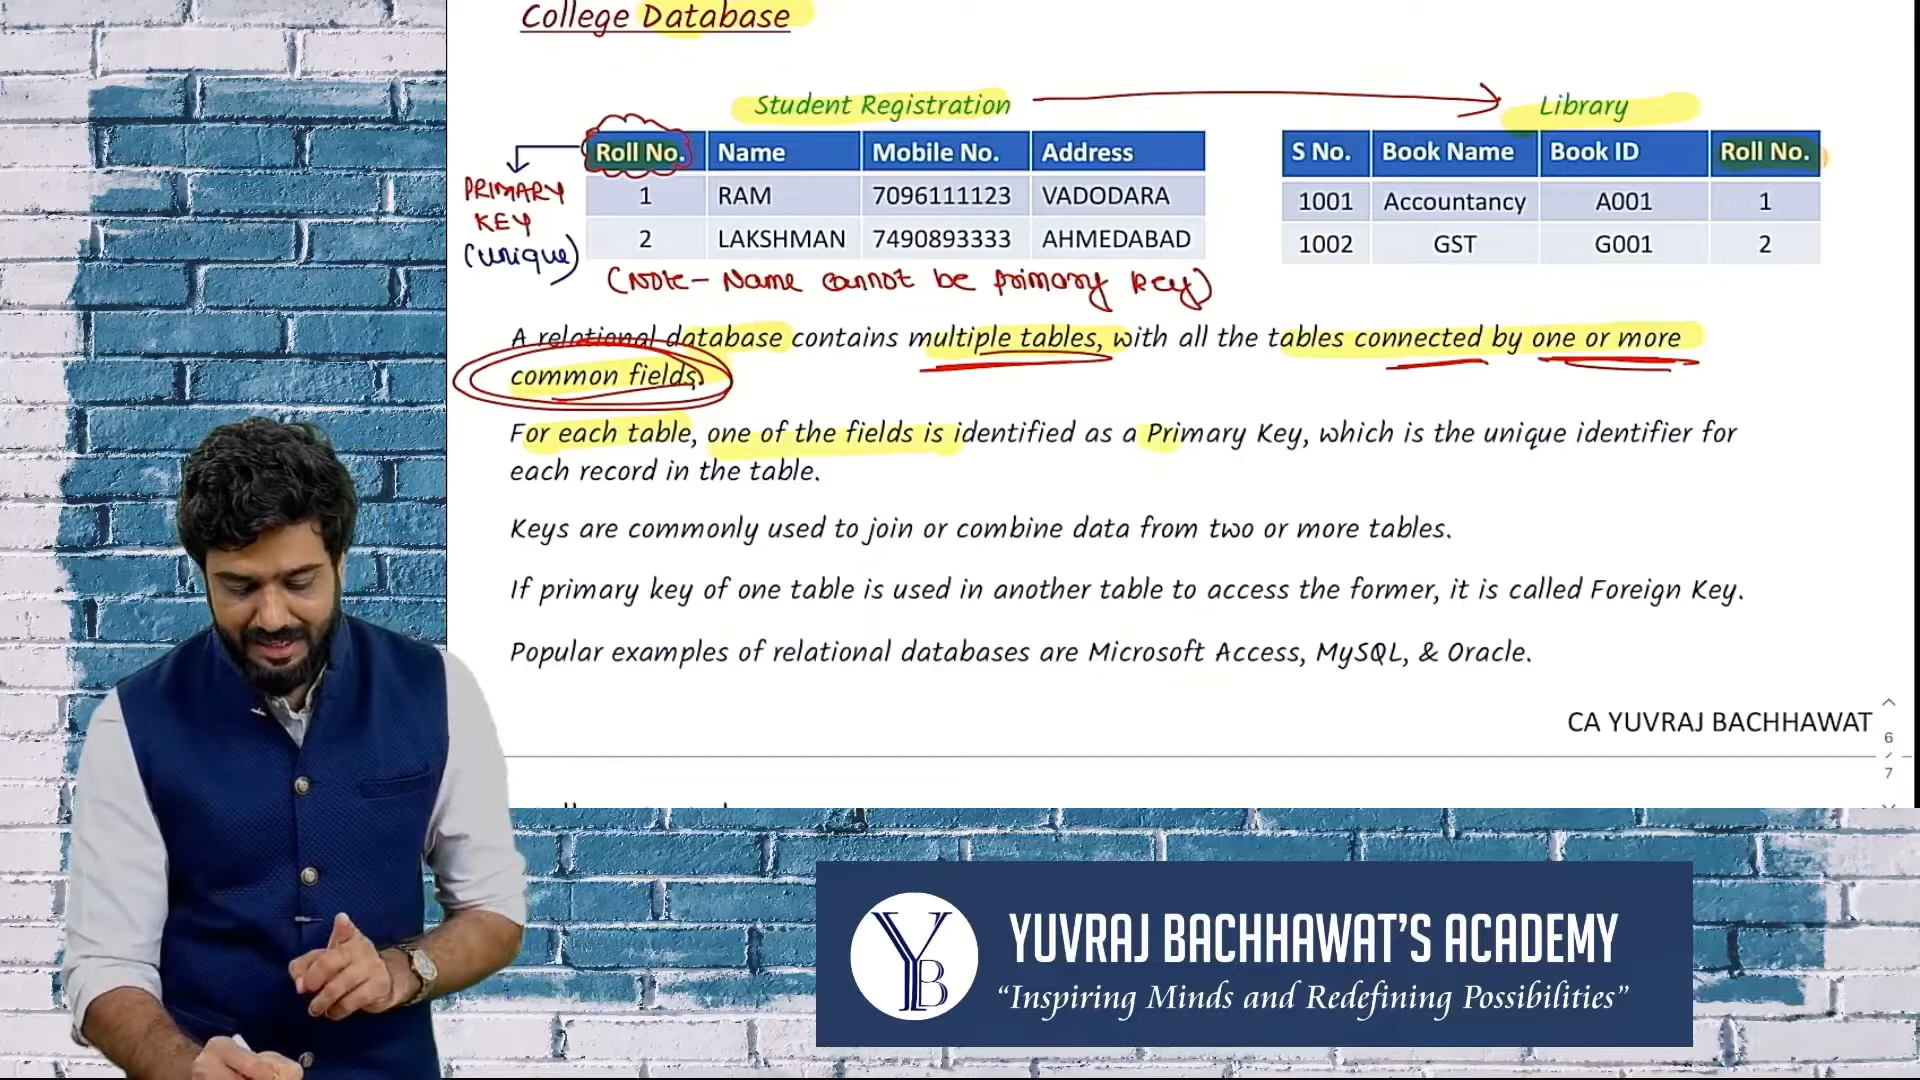 College Database
Student Registration
Library
Roll No. Name Mobile No. Address
1 RAM 7096111123 VADODARA
2 LAKSHMAN 7490893333 AHMEDABAD
S No. Book Name Book ID Roll No.
1001 Accountancy A001 1
1002 GST G001 2
PRIMARY
KEY
(unique)
(Note - Name cannot be primary key)
A relational database contains multiple tables, with all the tables connected by one or more
common fields.
For each table, one of the fields is identified as a Primary Key, which is the unique identifier for
each record in the table.
Keys are commonly used to join or combine data from two or more tables.
If primary key of one table is used in another table to access the former, it is called Foreign Key.
Popular examples of relational databases are Microsoft Access, MySQL, & Oracle.
CA YUVRAJ BACHHAWAT
6
/
7
YB
YUVRAJ BACHHAWAT'S ACADEMY
"Inspiring Minds and Redefining Possibilities"